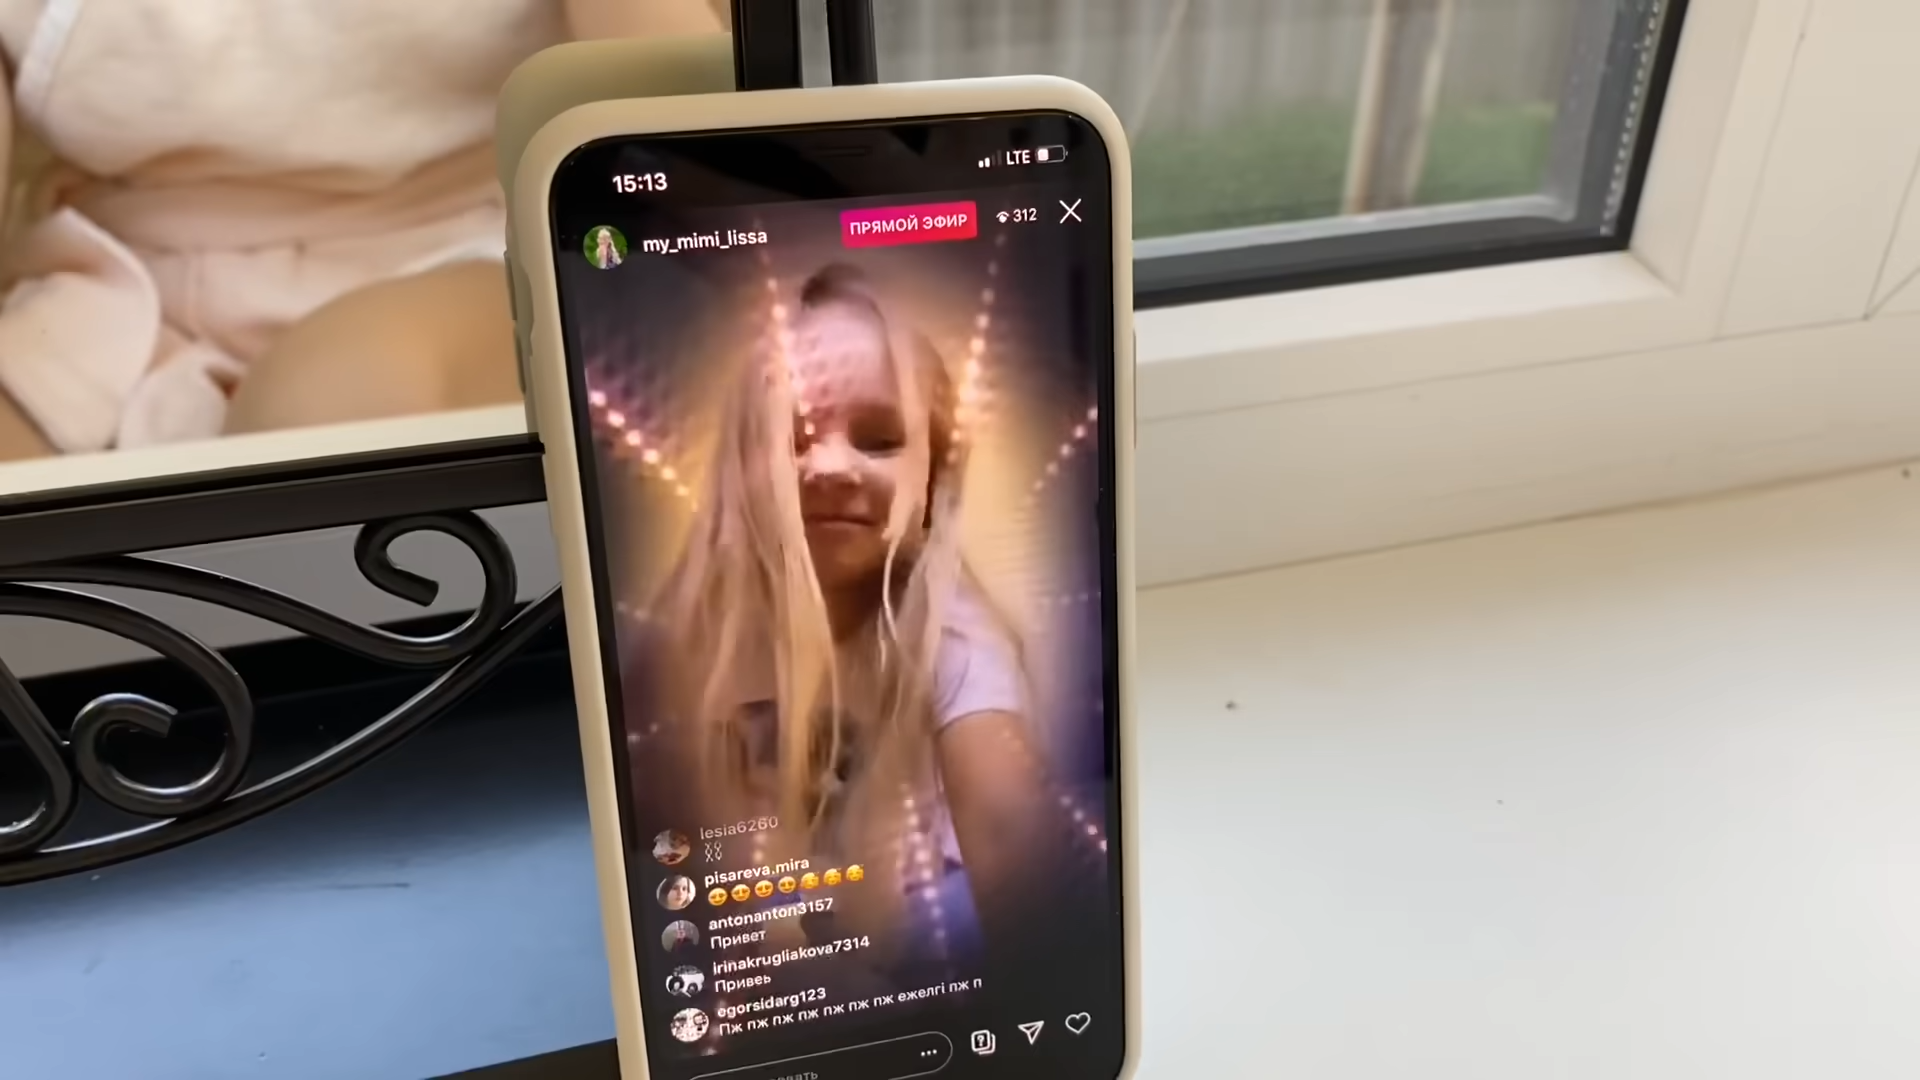 15:13
LTE
my_mimi_lissa
ПРЯМОЙ ЭФИР
312
lesia6260
pisareva.mira
antonanton3157
Привет
irinakrugliakova7314
Привеь
egorsidarg123
Пж пж пж пж пж пж пж ежелгі пж п